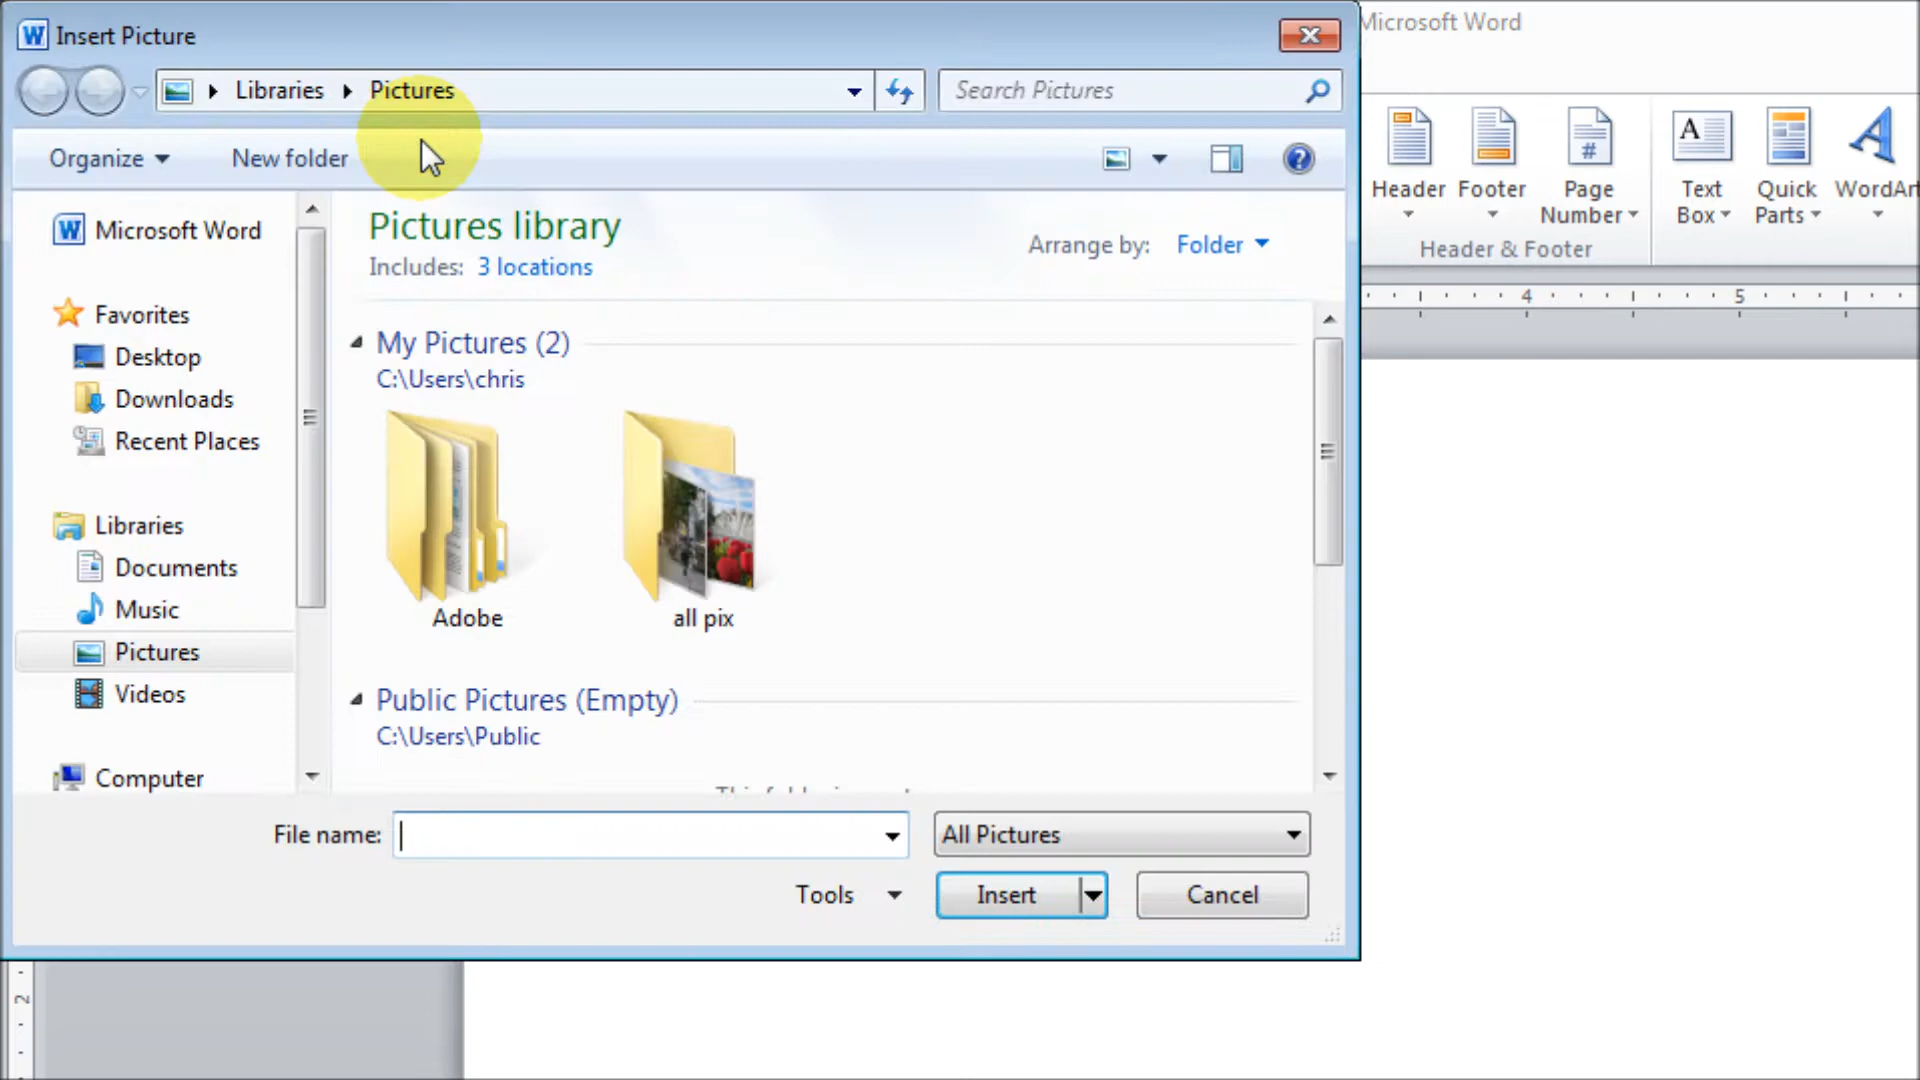 Insert Picture
Microsoft Word
Libraries
Pictures
Search Pictures
Organize
New folder
Header
Footer
Page
Number
Text
Box
Quick
Parts
WordArt
Header & Footer
4
5
Microsoft Word
Favorites
Desktop
Downloads
Recent Places
Libraries
Documents
Music
Pictures
Videos
Computer
Pictures library
Includes: 3 locations
Arrange by: Folder
My Pictures (2)
C:\Users\chris
Adobe
all pix
Public Pictures (Empty)
C:\Users\Public
File name:
All Pictures
Tools
Insert
Cancel
2